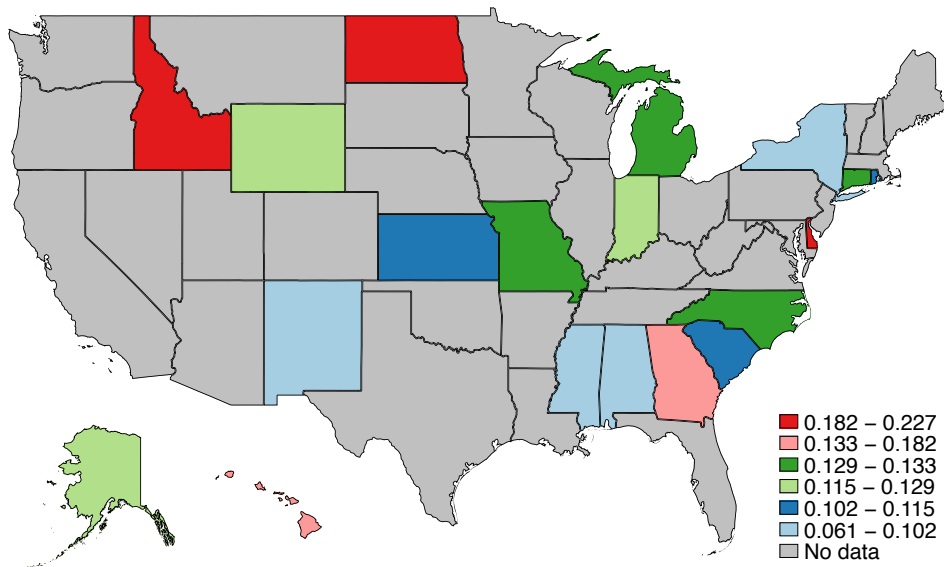 0.182 – 0.227
0.133 – 0.182
0.129 – 0.133
0.115 – 0.129
0.102 – 0.115
0.061 – 0.102
No data